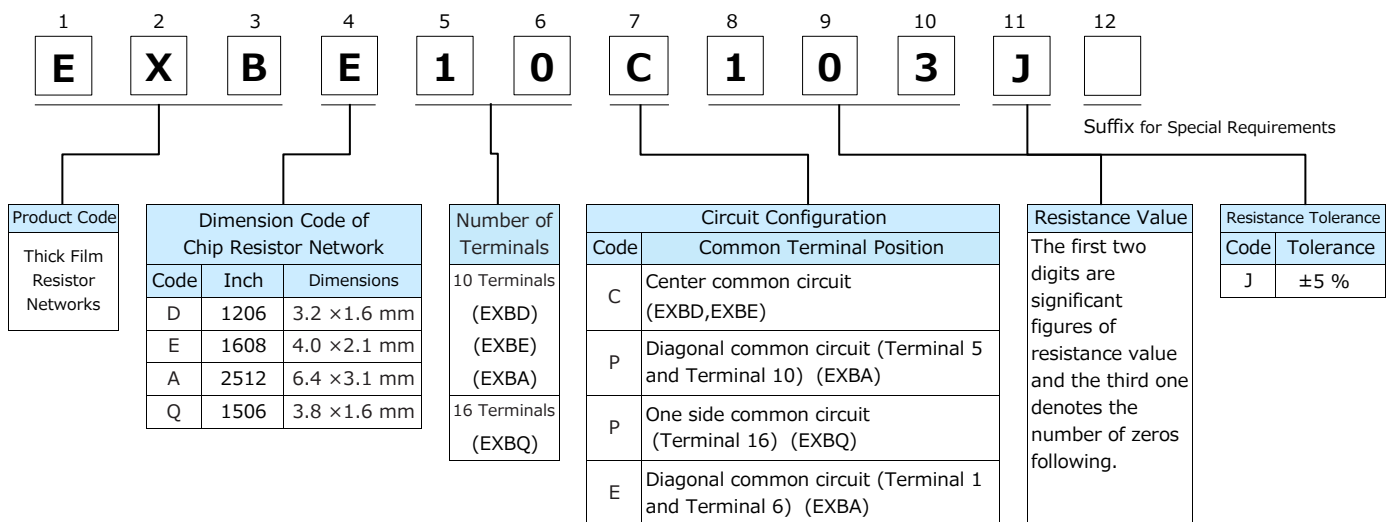 1 2 3 4 5 6 7 8 9 10 11 12
E X B E 1 0 C 1 0 3 J
Suffix for Special Requirements
Product Code
Thick Film
Resistor
Networks
Dimension Code of
Chip Resistor Network
Code Inch Dimensions
D 1206 3.2 ×1.6 mm
E 1608 4.0 ×2.1 mm
A 2512 6.4 ×3.1 mm
Q 1506 3.8 ×1.6 mm
Number of
Terminals
10 Terminals
(EXBD)
(EXBE)
(EXBA)
16 Terminals
(EXBQ)
Circuit Configuration
Code Common Terminal Position
C Center common circuit
(EXBD,EXBE)
P Diagonal common circuit (Terminal 5
and Terminal 10) (EXBA)
P One side common circuit
(Terminal 16) (EXBQ)
E Diagonal common circuit (Terminal 1
and Terminal 6) (EXBA)
Resistance Value
The first two
digits are
significant
figures of
resistance value
and the third one
denotes the
number of zeros
following.
Resistance Tolerance
Code Tolerance
J ±5 %